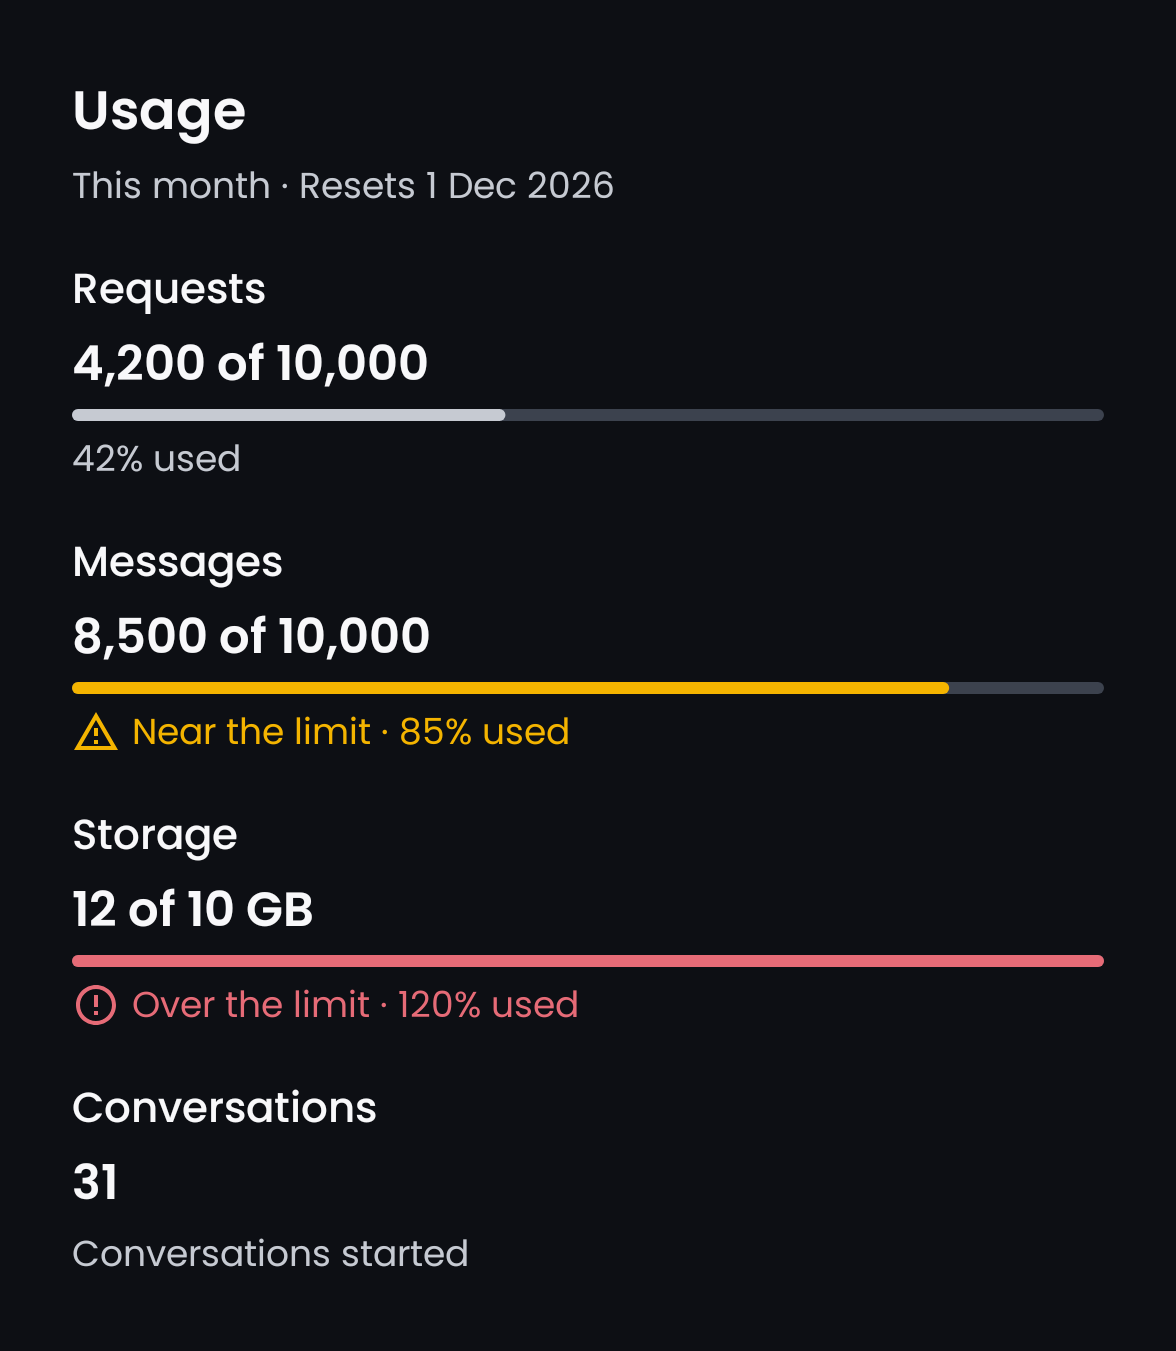 Usage
This month · Resets 1 Dec 2026
Requests
4,200 of 10,000
42% used
Messages
8,500 of 10,000
Near the limit · 85% used
Storage
12 of 10 GB
Over the limit · 120% used
Conversations
31
Conversations started